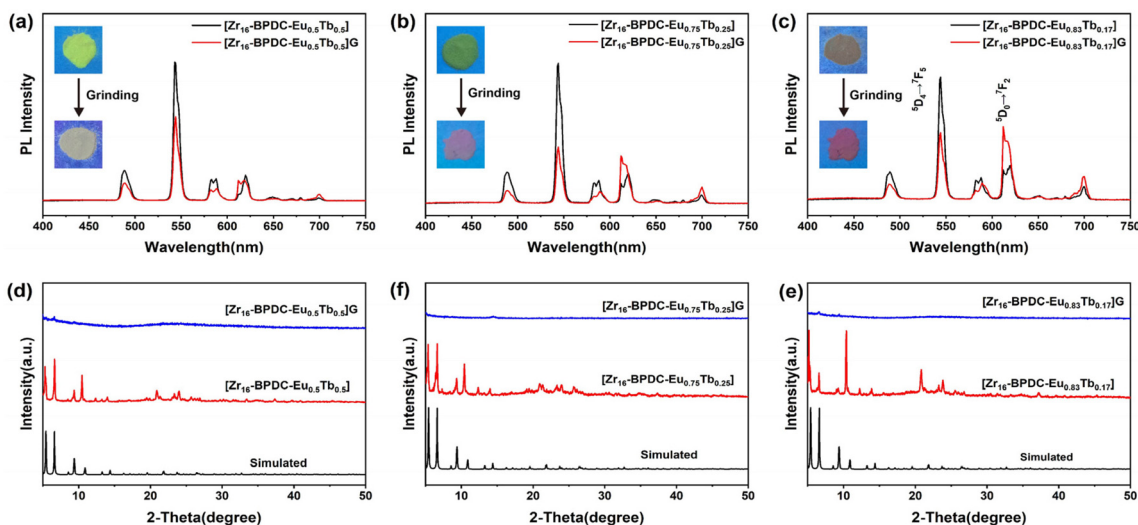 (a)
[Zr₁₆-BPDC-Eu₀.₅Tb₀.₅]
[Zr₁₆-BPDC-Eu₀.₅Tb₀.₅]G
Grinding
PL Intensity
400 450 500 550 600 650 700 750
Wavelength(nm)
(b)
[Zr₁₆-BPDC-Eu₀.₇₅Tb₀.₂₅]
[Zr₁₆-BPDC-Eu₀.₇₅Tb₀.₂₅]G
Grinding
PL Intensity
400 450 500 550 600 650 700 750
Wavelength(nm)
(c)
[Zr₁₆-BPDC-Eu₀.₈₃Tb₀.₁₇]
[Zr₁₆-BPDC-Eu₀.₈₃Tb₀.₁₇]G
Grinding
⁵D₄→⁷F₅
⁵D₀→⁷F₂
PL Intensity
400 450 500 550 600 650 700 750
Wavelength(nm)
(d)
[Zr₁₆-BPDC-Eu₀.₅Tb₀.₅]G
[Zr₁₆-BPDC-Eu₀.₅Tb₀.₅]
Simulated
Intensity(a.u.)
10 20 30 40 50
2-Theta(degree)
(f)
[Zr₁₆-BPDC-Eu₀.₇₅Tb₀.₂₅]G
[Zr₁₆-BPDC-Eu₀.₇₅Tb₀.₂₅]
Simulated
Intensity(a.u.)
10 20 30 40 50
2-Theta(degree)
(e)
[Zr₁₆-BPDC-Eu₀.₈₃Tb₀.₁₇]G
[Zr₁₆-BPDC-Eu₀.₈₃Tb₀.₁₇]
Simulated
Intensity(a.u.)
10 20 30 40 50
2-Theta(degree)